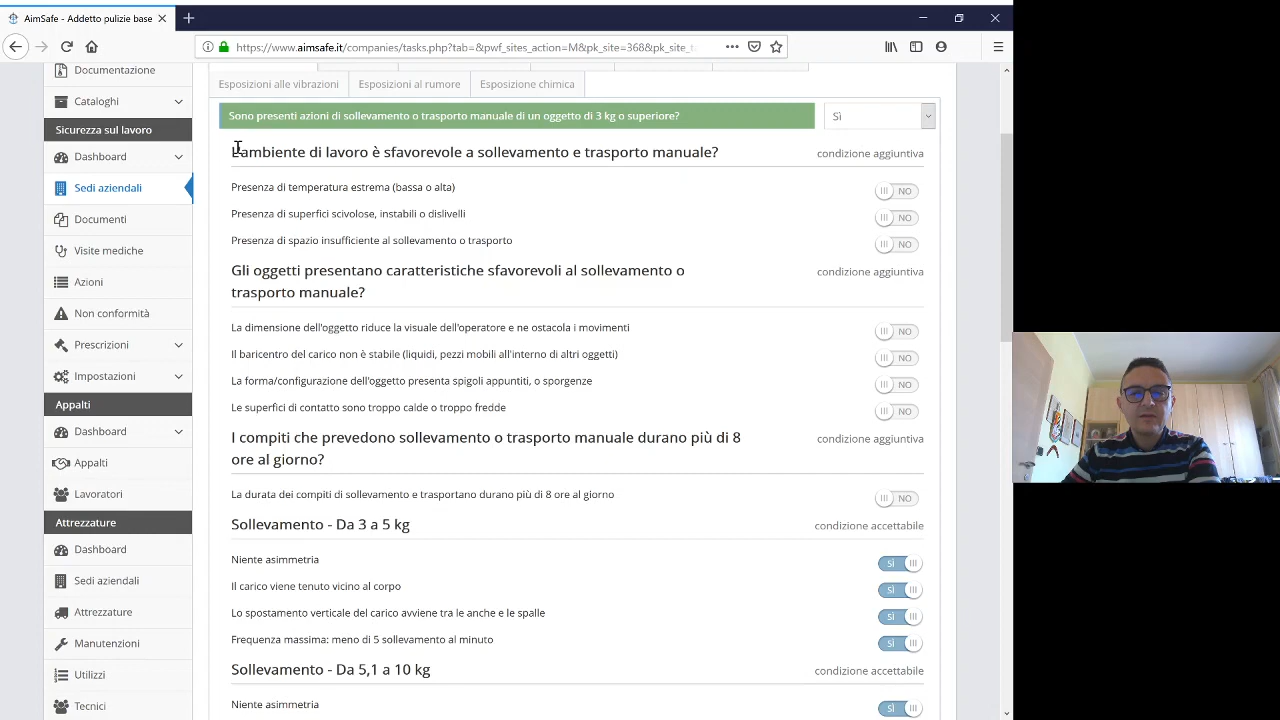 AimSafe - Addetto pulizie base
https://www.aimsafe.it/companies/tasks.php?tab=&pwf_sites_action=M&pk_site=368&pk_site_t
Documentazione
Cataloghi
Sicurezza sul lavoro
Dashboard
Sedi aziendali
Documenti
Visite mediche
Azioni
Non conformità
Prescrizioni
Impostazioni
Appalti
Dashboard
Appalti
Lavoratori
Attrezzature
Dashboard
Sedi aziendali
Attrezzature
Manutenzioni
Utilizzi
Tecnici
Esposizioni alle vibrazioni
Esposizioni al rumore
Esposizione chimica
Sono presenti azioni di sollevamento o trasporto manuale di un oggetto di 3 kg o superiore?
Sì
L'ambiente di lavoro è sfavorevole a sollevamento e trasporto manuale?
condizione aggiuntiva
Presenza di temperatura estrema (bassa o alta)
NO
Presenza di superfici scivolose, instabili o dislivelli
NO
Presenza di spazio insufficiente al sollevamento o trasporto
NO
Gli oggetti presentano caratteristiche sfavorevoli al sollevamento o
trasporto manuale?
condizione aggiuntiva
La dimensione dell'oggetto riduce la visuale dell'operatore e ne ostacola i movimenti
NO
Il baricentro del carico non è stabile (liquidi, pezzi mobili all'interno di altri oggetti)
NO
La forma/configurazione dell'oggetto presenta spigoli appuntiti, o sporgenze
NO
Le superfici di contatto sono troppo calde o troppo fredde
NO
I compiti che prevedono sollevamento o trasporto manuale durano più di 8
ore al giorno?
condizione aggiuntiva
La durata dei compiti di sollevamento e trasportano durano più di 8 ore al giorno
NO
Sollevamento - Da 3 a 5 kg
condizione accettabile
Niente asimmetria
SÌ
Il carico viene tenuto vicino al corpo
SÌ
Lo spostamento verticale del carico avviene tra le anche e le spalle
SÌ
Frequenza massima: meno di 5 sollevamento al minuto
SÌ
Sollevamento - Da 5,1 a 10 kg
condizione accettabile
Niente asimmetria
SÌ